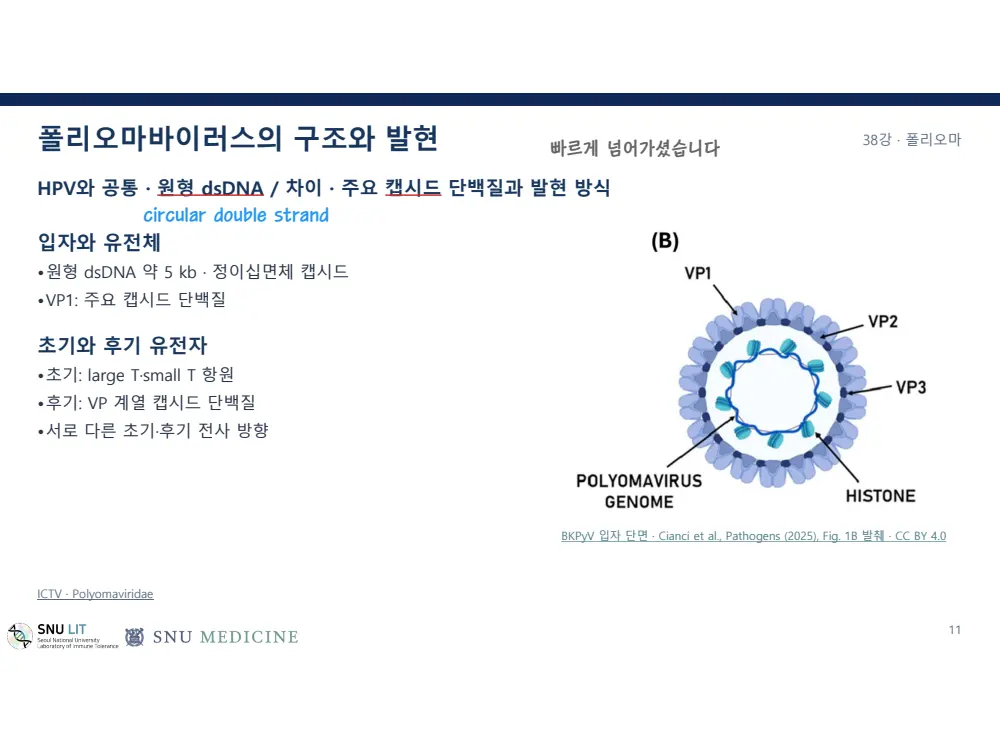 폴리오마바이러스의 구조와 발현
빠르게 넘어가셨습니다
38강 · 폴리오마
HPV와 공통 · 원형 dsDNA / 차이 · 주요 캡시드 단백질과 발현 방식
circular double strand
입자와 유전체
•원형 dsDNA 약 5 kb · 정이십면체 캡시드
•VP1: 주요 캡시드 단백질
초기와 후기 유전자
•초기: large T·small T 항원
•후기: VP 계열 캡시드 단백질
•서로 다른 초기·후기 전사 방향
(B)
VP1
VP2
VP3
POLYOMAVIRUS
GENOME
HISTONE
BKPyV 입자 단면 · Cianci et al., Pathogens (2025), Fig. 1B 발췌 · CC BY 4.0
ICTV · Polyomaviridae
SNU LIT
Seoul National University
Laboratory of Immune Tolerance
SNU MEDICINE
11